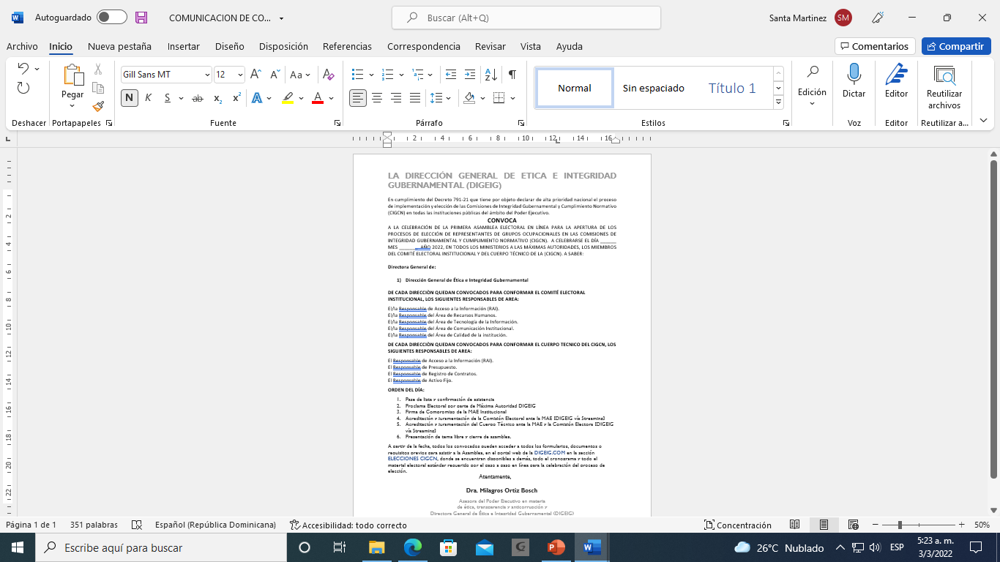 Autoguardado
COMUNICACION DE CO...
Buscar (Alt+Q)
Santa Martinez
SM
Archivo Inicio Nueva pestaña Insertar Diseño Disposición Referencias Correspondencia Revisar Vista Ayuda
Comentarios
Compartir
Gill Sans MT 12
Pegar
N K S ab x₂ x² A A
Aa
Normal
Sin espaciado
Título 1
Edición
Dictar
Editor
Reutilizar
archivos
Deshacer Portapapeles Fuente Párrafo Estilos Voz Editor Reutilizar a...
2 4 6 8 10 12 14 16
2
4
6
8
10
12
14
16
18
20
22
LA DIRECCIÓN GENERAL DE ETICA E INTEGRIDAD
GUBERNAMENTAL (DIGEIG)
En cumplimiento del Decreto 791-21 que tiene por objeto declarar de alta prioridad nacional el proceso
de implementación y elección de las Comisiones de Integridad Gubernamental y Cumplimiento Normativo
(CIGCN) en todas las instituciones públicas del ámbito del Poder Ejecutivo.
CONVOCA
A LA CELEBRACIÓN DE LA PRIMERA ASAMBLEA ELECTORAL EN LÍNEA PARA LA APERTURA DE LOS
PROCESOS DE ELECCIÓN DE REPRESENTANTES DE GRUPOS OCUPACIONALES EN LAS COMISIONES DE
INTEGRIDAD GUBERNAMENTAL Y CUMPLIMIENTO NORMATIVO (CIGCN). A CELEBRARSE EL DÍA ______
MES ________ AÑO 2022, EN TODOS LOS MINISTERIOS A LAS MÁXIMAS AUTORIDADES, LOS MIEMBROS
DEL COMITÉ ELECTORAL INSTITUCIONAL Y DEL CUERPO TÉCNICO DE LA (CIGCN). A SABER:
Directora General de:
1) Dirección General de Ética e Integridad Gubernamental
DE CADA DIRECCIÒN QUEDAN CONVOCADOS PARA CONFORMAR EL COMITÉ ELECTORAL
INSTITUCIONAL, LOS SIGUIENTES RESPONSABLES DE AREA:
El/la Responsable de Acceso a la Información (RAI).
El/la Responsable del Área de Recursos Humanos.
El/la Responsable del Área de Tecnología de la Información.
El/la Responsable del Área de Comunicación Institucional.
El/la Responsable del Área de Calidad de la institución.
DE CADA DIRECCIÒN QUEDAN CONVOCADOS PARA CONFORMAR EL CUERPO TECNICO DEL CIGCN, LOS
SIGUIENTES RESPONSABLES DE AREA:
El Responsable de Acceso a la Información (RAI).
El Responsable de Presupuesto.
El Responsable de Registro de Contratos.
El Responsable de Activo Fijo.
ORDEN DEL DÍA:
1. Pase de lista y confirmación de asistencia
2. Proclama Electoral por parte de Máxima Autoridad DIGEIG
3. Firma de Compromiso de la MAE Institucional
4. Acreditación y juramentación de la Comisión Electoral ante la MAE [DIGEIG vía Streaming]
5. Acreditación y juramentación del Cuerpo Técnico ante la MAE y la Comisión Electora [DIGEIG
vía Streaming]
6. Presentación de tema libre y cierre de asamblea.
A partir de la fecha, todos los convocados pueden acceder a todos los formularios, documentos o
requisitos previos para asistir a la Asamblea, en el portal web de la DIGEIG.COM en la sección
ELECCIONES CIGCN, donde se encuentran disponibles a demás, todo el cronograma y todo el
material electoral estándar requerido por el paso a paso en línea para la celebración del proceso de
elección.
Atentamente,
Dra. Milagros Ortiz Bosch
Asesora del Poder Ejecutivo en materia
de ética, transparencia y anticorrupción y
Directora General de Ética e Integridad Gubernamental (DIGEIG)
Página 1 de 1 351 palabras Español (República Dominicana) Accesibilidad: todo correcto Concentración 50%
Escribe aquí para buscar
26°C Nublado
ESP
5:23 a. m.
3/3/2022